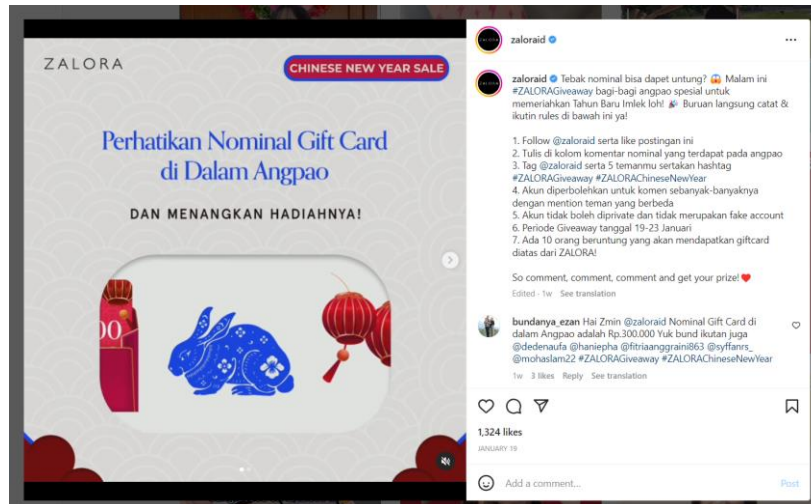 ZALORA
CHINESE NEW YEAR SALE
Perhatikan Nominal Gift Card
di Dalam Angpao
DAN MENANGKAN HADIAHNYA!
00
zaloraid
zaloraid Tebak nominal bisa dapet untung? 😱 Malam ini
#ZALORAGiveaway bagi-bagi angpao spesial untuk
memeriahkan Tahun Baru Imlek loh! 🎉 Buruan langsung catat &
ikutin rules di bawah ini ya!
1. Follow @zaloraid serta like postingan ini
2. Tulis di kolom komentar nominal yang terdapat pada angpao
3. Tag @zaloraid serta 5 temanmu sertakan hashtag
#ZALORAGiveaway #ZALORAChineseNewYear
4. Akun diperbolehkan untuk komen sebanyak-banyaknya
dengan mention teman yang berbeda
5. Akun tidak boleh diprivate dan tidak merupakan fake account
6. Periode Giveaway tanggal 19-23 Januari
7. Ada 10 orang beruntung yang akan mendapatkan giftcard
diatas dari ZALORA!
So comment, comment, comment and get your prize!❤️
Edited · 1w See translation
bundanya_ezan Hai Zmin @zaloraid Nominal Gift Card di
dalam Angpao adalah Rp.300.000 Yuk bund ikutan juga
@dedenaufa @haniepha @fitriaanggraini863 @syffanrs_
@mohaslam22 #ZALORAGiveaway #ZALORAChineseNewYear
1w 3 likes Reply See translation
1,324 likes
JANUARY 19
Add a comment...
Post